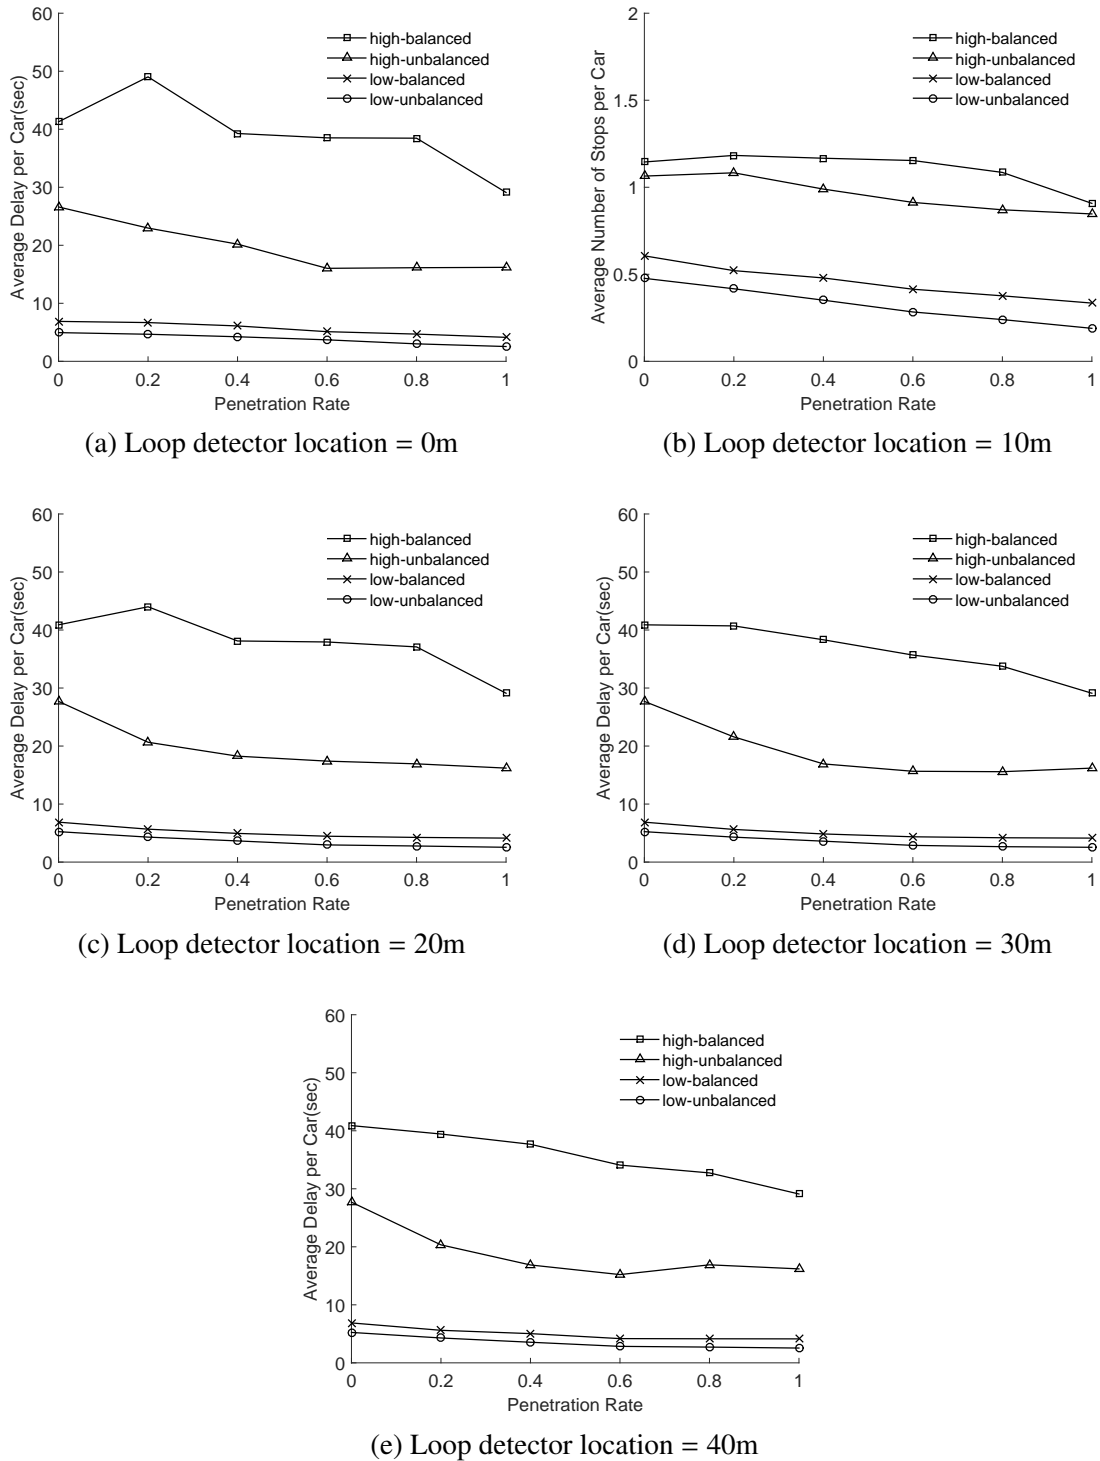 60
50
40
30
20
10
0
Average Delay per Car(sec)
high-balanced
high-unbalanced
low-balanced
low-unbalanced
0 0.2 0.4 0.6 0.8 1
Penetration Rate
(a) Loop detector location = 0m
2
1.5
1
0.5
0
Average Number of Stops per Car
high-balanced
high-unbalanced
low-balanced
low-unbalanced
0 0.2 0.4 0.6 0.8 1
Penetration Rate
(b) Loop detector location = 10m
60
50
40
30
20
10
0
Average Delay per Car(sec)
high-balanced
high-unbalanced
low-balanced
low-unbalanced
0 0.2 0.4 0.6 0.8 1
Penetration Rate
(c) Loop detector location = 20m
60
50
40
30
20
10
0
Average Delay per Car(sec)
high-balanced
high-unbalanced
low-balanced
low-unbalanced
0 0.2 0.4 0.6 0.8 1
Penetration Rate
(d) Loop detector location = 30m
60
50
40
30
20
10
0
Average Delay per Car(sec)
high-balanced
high-unbalanced
low-balanced
low-unbalanced
0 0.2 0.4 0.6 0.8 1
Penetration Rate
(e) Loop detector location = 40m